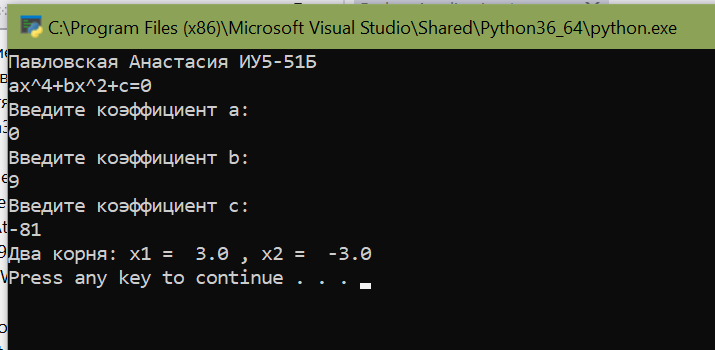 C:\Program Files (x86)\Microsoft Visual Studio\Shared\Python36_64\python.exe
Павловская Анастасия ИУ5-51Б
ax^4+bx^2+c=0
Введите коэффициент a:
0
Введите коэффициент b:
9
Введите коэффициент c:
-81
Два корня: x1 =  3.0 , x2 =  -3.0
Press any key to continue . . .